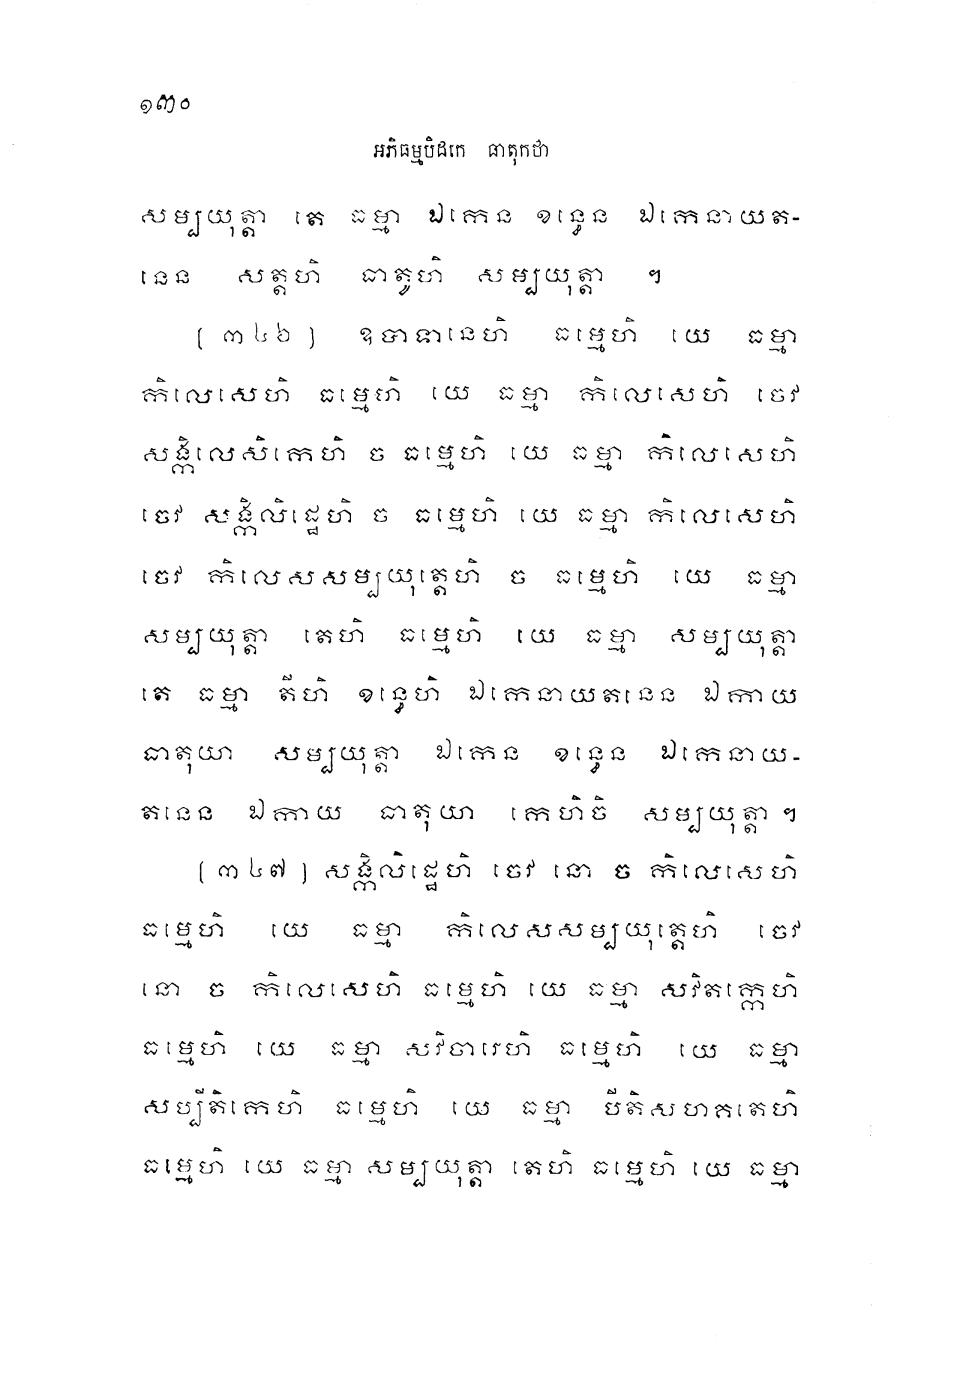 ១៣០
អភិធម្មបិដកេ ធាតុកថា
សម្បយុត្តា តេ ធម្មា ឯកេន ខន្ធេន ឯកេនាយត-
នេន សត្តហិ ធាតូហិ សម្បយុត្តា ។
(៣៤៦) ឧបាទានេហិ ធម្មេហិ យេ ធម្មា
កិលេសេហិ ធម្មេហិ យេ ធម្មា កិលេសេហិ ចេវ
សង្កិលេសិកេហិ ច ធម្មេហិ យេ ធម្មា កិលេសេហិ
ចេវ សង្កិលិដ្ឋេហិ ច ធម្មេហិ យេ ធម្មា កិលេសេហិ
ចេវ កិលេសសម្បយុត្តេហិ ច ធម្មេហិ យេ ធម្មា
សម្បយុត្តា តេហិ ធម្មេហិ យេ ធម្មា សម្បយុត្តា
តេ ធម្មា តីហិ ខន្ធេហិ ឯកេនាយតនេន ឯកាយ
ធាតុយា សម្បយុត្តា ឯកេន ខន្ធេន ឯកេនាយ-
តនេន ឯកាយ ធាតុយា កេហិចិ សម្បយុត្តា ។
(៣៤៧) សង្កិលិដ្ឋេហិ ចេវ នោ ច កិលេសេហិ
ធម្មេហិ យេ ធម្មា កិលេសសម្បយុត្តេហិ ចេវ
នោ ច កិលេសេហិ ធម្មេហិ យេ ធម្មា សវិតក្កេហិ
ធម្មេហិ យេ ធម្មា សវិចារេហិ ធម្មេហិ យេ ធម្មា
សប្បីតិកេហិ ធម្មេហិ យេ ធម្មា បីតិសហគតេហិ
ធម្មេហិ យេ ធម្មា សម្បយុត្តា តេហិ ធម្មេហិ យេ ធម្មា